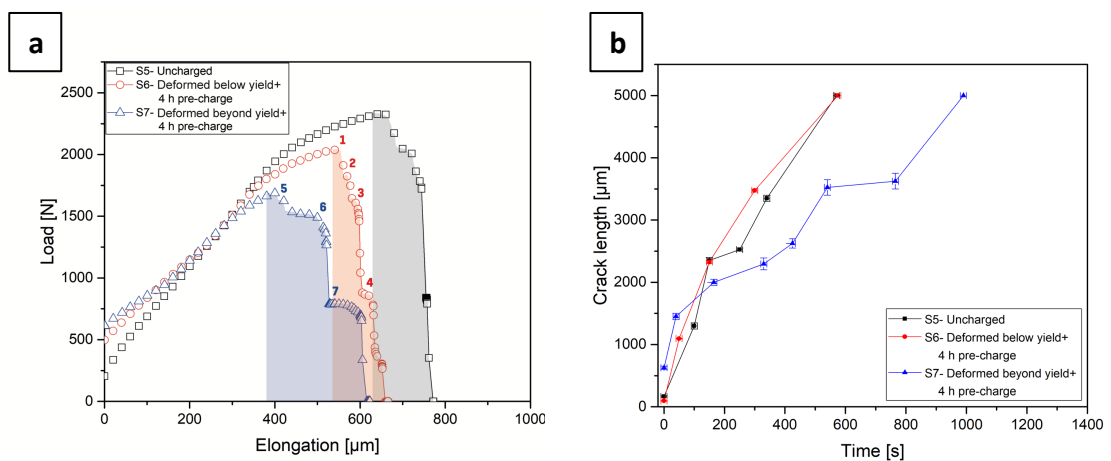 a
S5- Uncharged
S6- Deformed below yield+
4 h pre-charge
S7- Deformed beyond yield+
4 h pre-charge
2500
2000
1500
1000
500
0
Load [N]
1
2
3
4
5
6
7
0
200
400
600
800
1000
Elongation [µm]
b
5000
4000
3000
2000
1000
0
Crack length [µm]
S5- Uncharged
S6- Deformed below yield+
4 h pre-charge
S7- Deformed beyond yield+
4 h pre-charge
0
200
400
600
800
1000
1200
1400
Time [s]